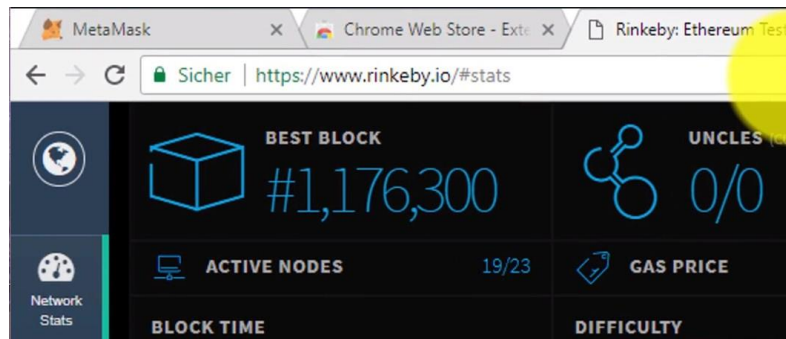 MetaMask
Chrome Web Store - Exte
Rinkeby: Ethereum Test
Sicher https://www.rinkeby.io/#stats
BEST BLOCK
#1,176,300
UNCLES
0/0
ACTIVE NODES 19/23
GAS PRICE
Network
Stats
BLOCK TIME
DIFFICULTY